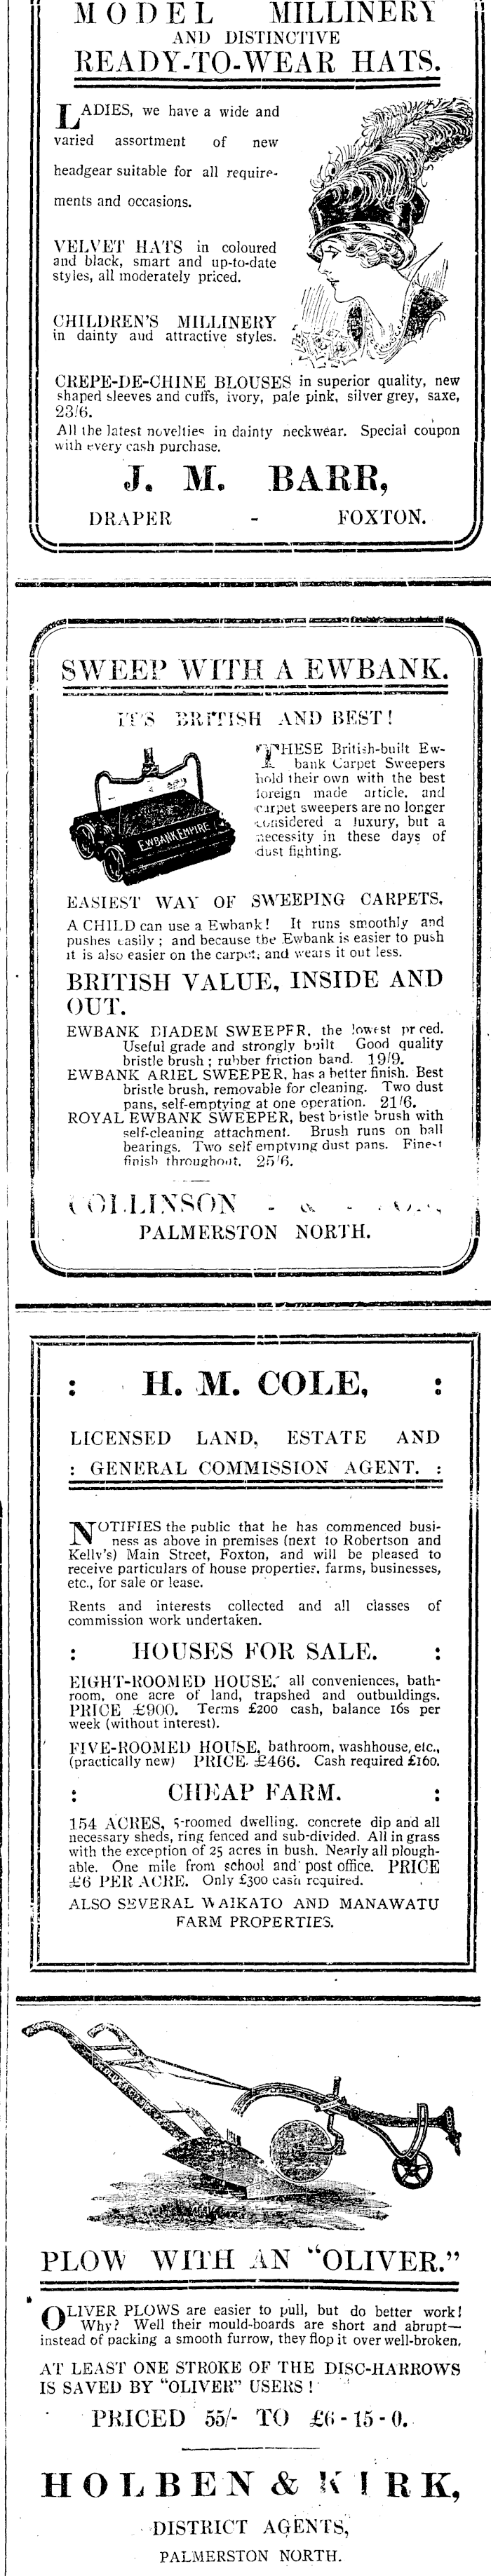 MODEL MILLINERY
AND DISTINCTIVE
READY-TO-WEAR HATS.
LADIES, we have a wide and
varied assortment of new
headgear suitable for all require-
ments and occasions.
VELVET HATS in coloured
and black, smart and up-to-date
styles, all moderately priced.
CHILDREN'S MILLINERY
in dainty and attractive styles.
CREPE-DE-CHINE BLOUSES in superior quality, new
shaped sleeves and cuffs, ivory, pale pink, silver grey, saxe,
23/6.
All the latest novelties in dainty neckwear. Special coupon
with every cash purchase.
J. M. BARR,
DRAPER - FOXTON.
SWEEP WITH A EWBANK.
IT'S BRITISH AND BEST!
EWBANK EMPIRE
THESE British-built Ew-
bank Carpet Sweepers
hold their own with the best
foreign made article, and
carpet sweepers are no longer
considered a luxury, but a
necessity in these days of
dust fighting.
EASIEST WAY OF SWEEPING CARPETS.
A CHILD can use a Ewbank! It runs smoothly and
pushes easily; and because the Ewbank is easier to push
it is also easier on the carpet, and wears it out less.
BRITISH VALUE, INSIDE AND
OUT.
EWBANK DIADEM SWEEPER, the lowest priced.
Useful grade and strongly built Good quality
bristle brush; rubber friction band. 19/9.
EWBANK ARIEL SWEEPER, has a better finish. Best
bristle brush, removable for cleaning. Two dust
pans, self-emptying at one operation. 21/6.
ROYAL EWBANK SWEEPER, best bristle brush with
self-cleaning attachment. Brush runs on ball
bearings. Two self emptying dust pans. Finest
finish throughout. 25/6.
COLLINSON - & -
PALMERSTON NORTH.
: H. M. COLE, :
LICENSED LAND, ESTATE AND
: GENERAL COMMISSION AGENT. :
NOTIFIES the public that he has commenced busi-
ness as above in premises (next to Robertson and
Kelly's) Main Street, Foxton, and will be pleased to
receive particulars of house properties, farms, businesses,
etc., for sale or lease.
Rents and interests collected and all classes of
commission work undertaken.
: HOUSES FOR SALE. :
EIGHT-ROOMED HOUSE, all conveniences, bath-
room, one acre of land, trapshed and outbuildings.
PRICE £900. Terms £200 cash, balance 16s per
week (without interest).
FIVE-ROOMED HOUSE, bathroom, washhouse, etc.,
(practically new) PRICE £466. Cash required £160.
: CHEAP FARM. :
154 ACRES, 5-roomed dwelling, concrete dip and all
necessary sheds, ring fenced and sub-divided. All in grass
with the exception of 25 acres in bush. Nearly all plough-
able. One mile from school and post office. PRICE
£6 PER ACRE. Only £300 cash required.
ALSO SEVERAL WAIKATO AND MANAWATU
FARM PROPERTIES.
PLOW WITH AN "OLIVER."
OLIVER PLOWS are easier to pull, but do better work!
Why? Well their mould-boards are short and abrupt—
instead of packing a smooth furrow, they flop it over well-broken.
AT LEAST ONE STROKE OF THE DISC-HARROWS
IS SAVED BY "OLIVER" USERS!
PRICED 55/- TO £6-15-0.
HOLBEN & KIRK,
DISTRICT AGENTS,
PALMERSTON NORTH.